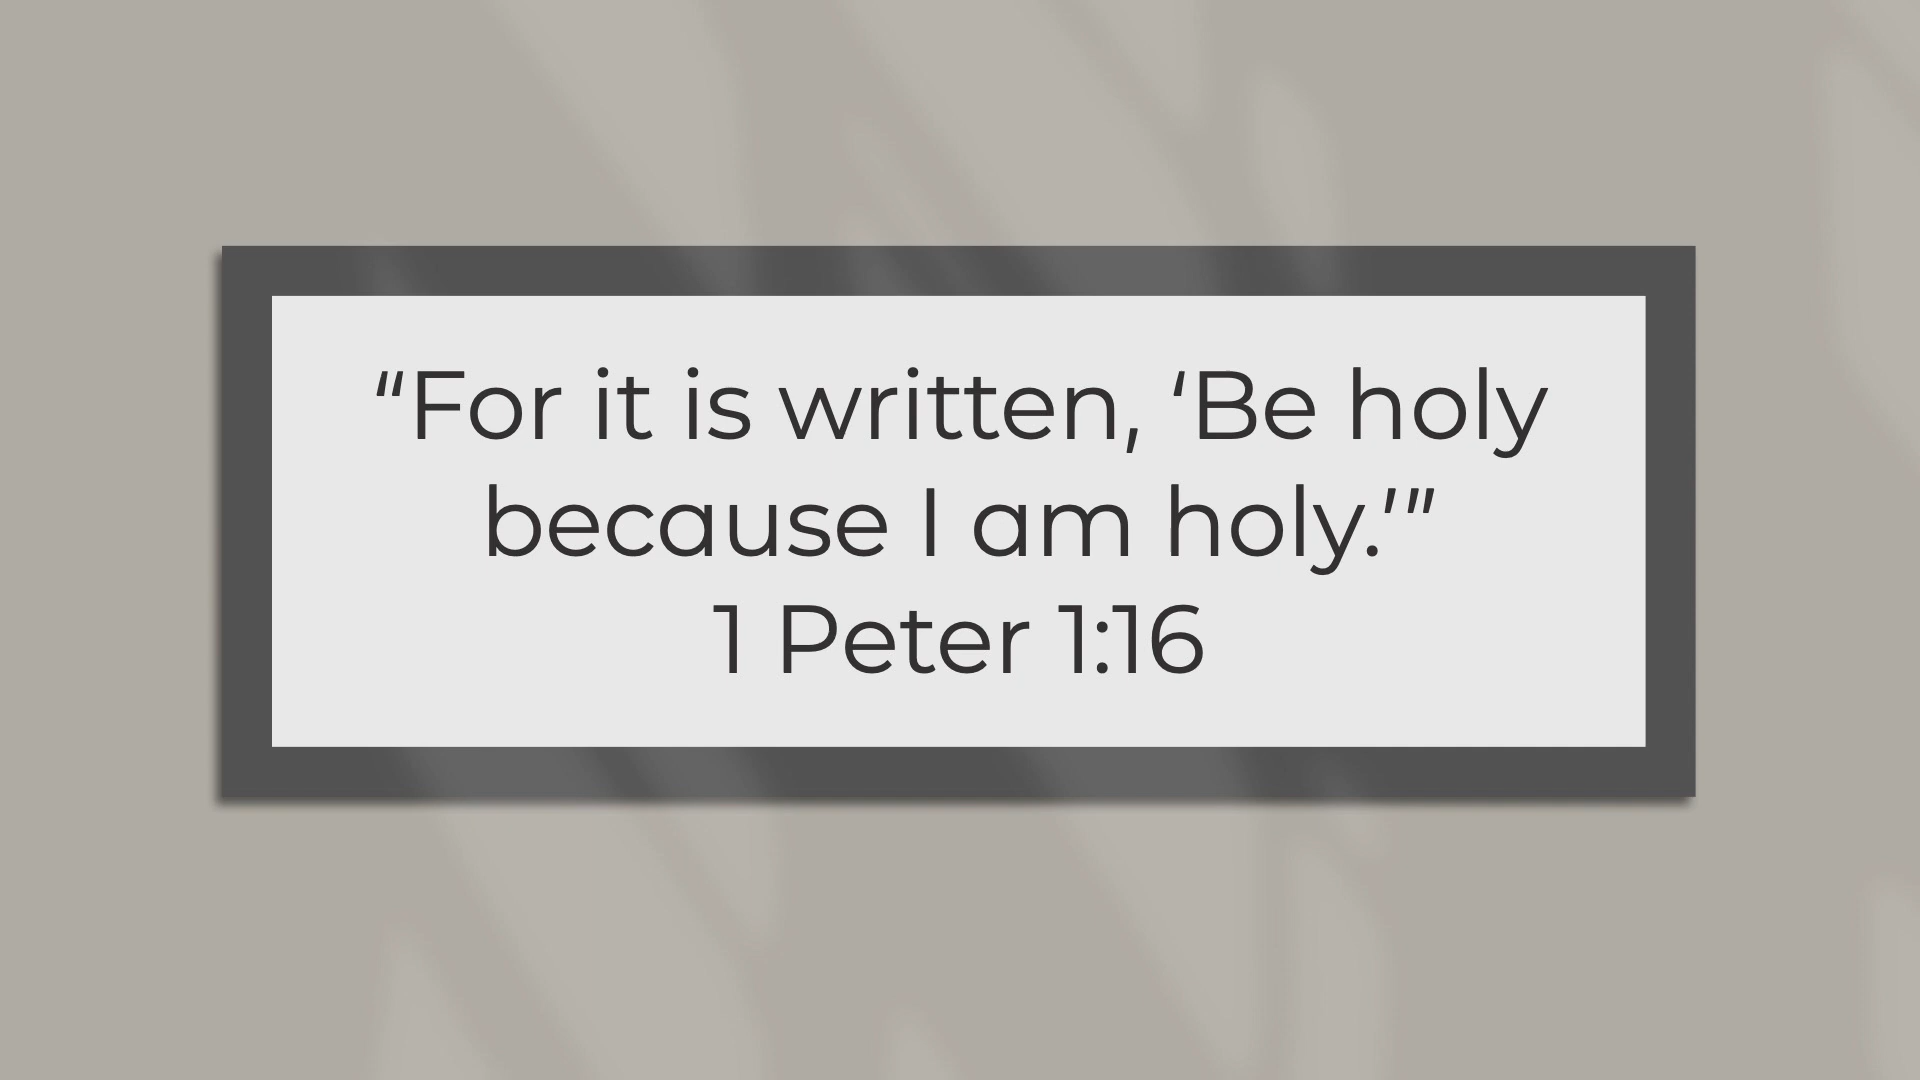 “For it is written, ‘Be holy
because I am holy.’”
1 Peter 1:16